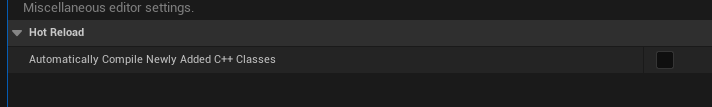 Miscellaneous editor settings.
Hot Reload
Automatically Compile Newly Added C++ Classes